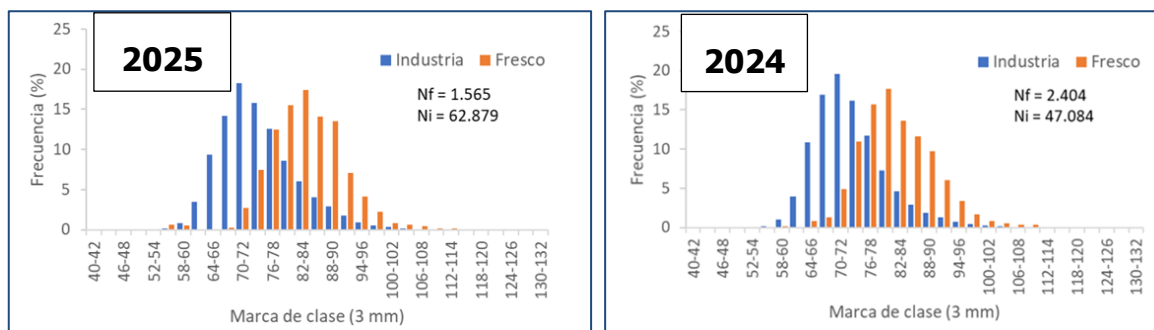 2025
Industria Fresco
Nf = 1.565
Ni = 62.879
Frecuencia (%)
25
20
15
10
5
0
40-42 46-48 52-54 58-60 64-66 70-72 76-78 82-84 88-90 94-96 100-102 106-108 112-114 118-120 124-126 130-132
Marca de clase (3 mm)
2024
Industria Fresco
Nf = 2.404
Ni = 47.084
Frecuencia (%)
25
20
15
10
5
0
40-42 46-48 52-54 58-60 64-66 70-72 76-78 82-84 88-90 94-96 100-102 106-108 112-114 118-120 124-126 130-132
Marca de clase (3 mm)